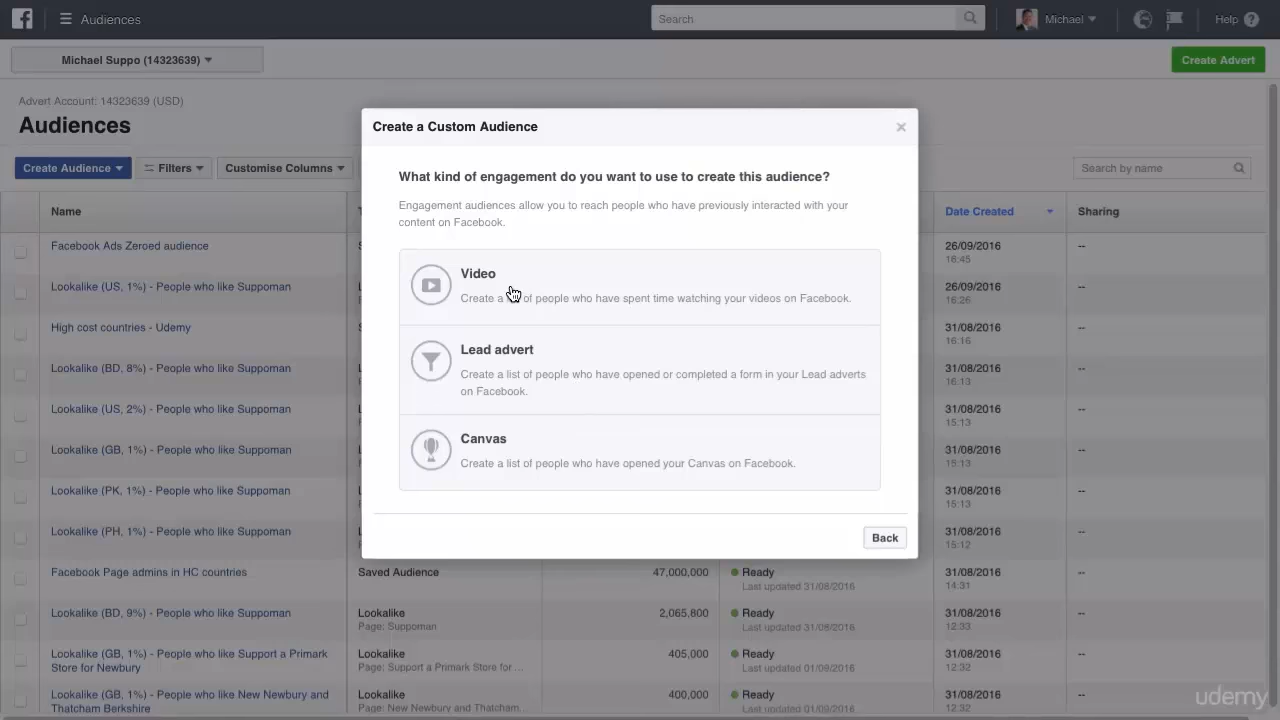 Audiences
Search
Michael
Help
Michael Suppo (14323639)
Create Advert
Advert Account: 14323639 (USD)
Audiences
Create Audience
Filters
Customise Columns
Search by name
Name
Date Created
Sharing
Facebook Ads Zeroed audience
26/09/2016
16:45
--
Lookalike (US, 1%) - People who like Suppoman
26/09/2016
16:26
--
High cost countries - Udemy
31/08/2016
16:16
--
Lookalike (BD, 8%) - People who like Suppoman
31/08/2016
16:13
--
Lookalike (US, 2%) - People who like Suppoman
31/08/2016
15:13
--
Lookalike (GB, 1%) - People who like Suppoman
31/08/2016
15:13
--
Lookalike (PK, 1%) - People who like Suppoman
31/08/2016
15:13
--
Lookalike (PH, 1%) - People who like Suppoman
31/08/2016
15:12
--
Facebook Page admins in HC countries
Saved Audience
47,000,000
Ready
Last updated 31/08/2016
31/08/2016
14:31
--
Lookalike (BD, 9%) - People who like Suppoman
Lookalike
Page: Suppoman
2,065,800
Ready
Last updated 31/08/2016
31/08/2016
12:33
--
Lookalike (GB, 1%) - People who like Support a Primark
Store for Newbury
Lookalike
Page: Support a Primark Store for ...
405,000
Ready
Last updated 01/09/2016
31/08/2016
12:32
--
Lookalike (GB, 1%) - People who like New Newbury and
Thatcham Berkshire
Lookalike
Page: New Newbury and Thatcham...
400,000
Ready
Last updated 01/09/2016
31/08/2016
12:32
--
Create a Custom Audience
What kind of engagement do you want to use to create this audience?
Engagement audiences allow you to reach people who have previously interacted with your
content on Facebook.
Video
Create a of people who have spent time watching your videos on Facebook.
Lead advert
Create a list of people who have opened or completed a form in your Lead adverts
on Facebook.
Canvas
Create a list of people who have opened your Canvas on Facebook.
Back
udemy